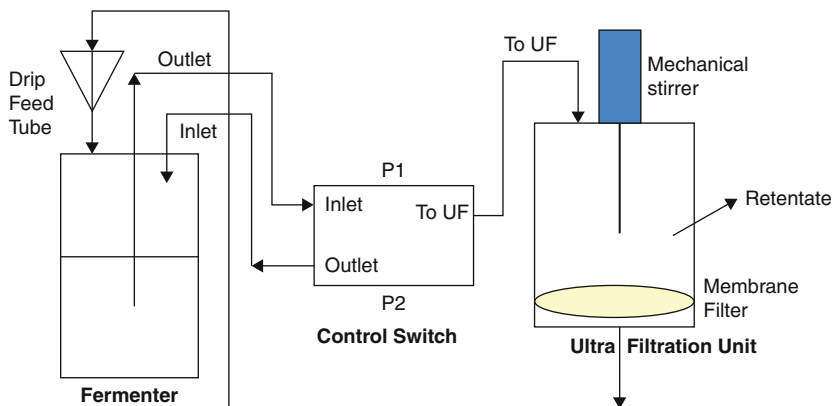 Drip
Feed
Tube
Outlet
Inlet
Fermenter
P1
Inlet
To UF
Outlet
P2
Control Switch
To UF
Mechanical
stirrer
Retentate
Membrane
Filter
Ultra Filtration Unit